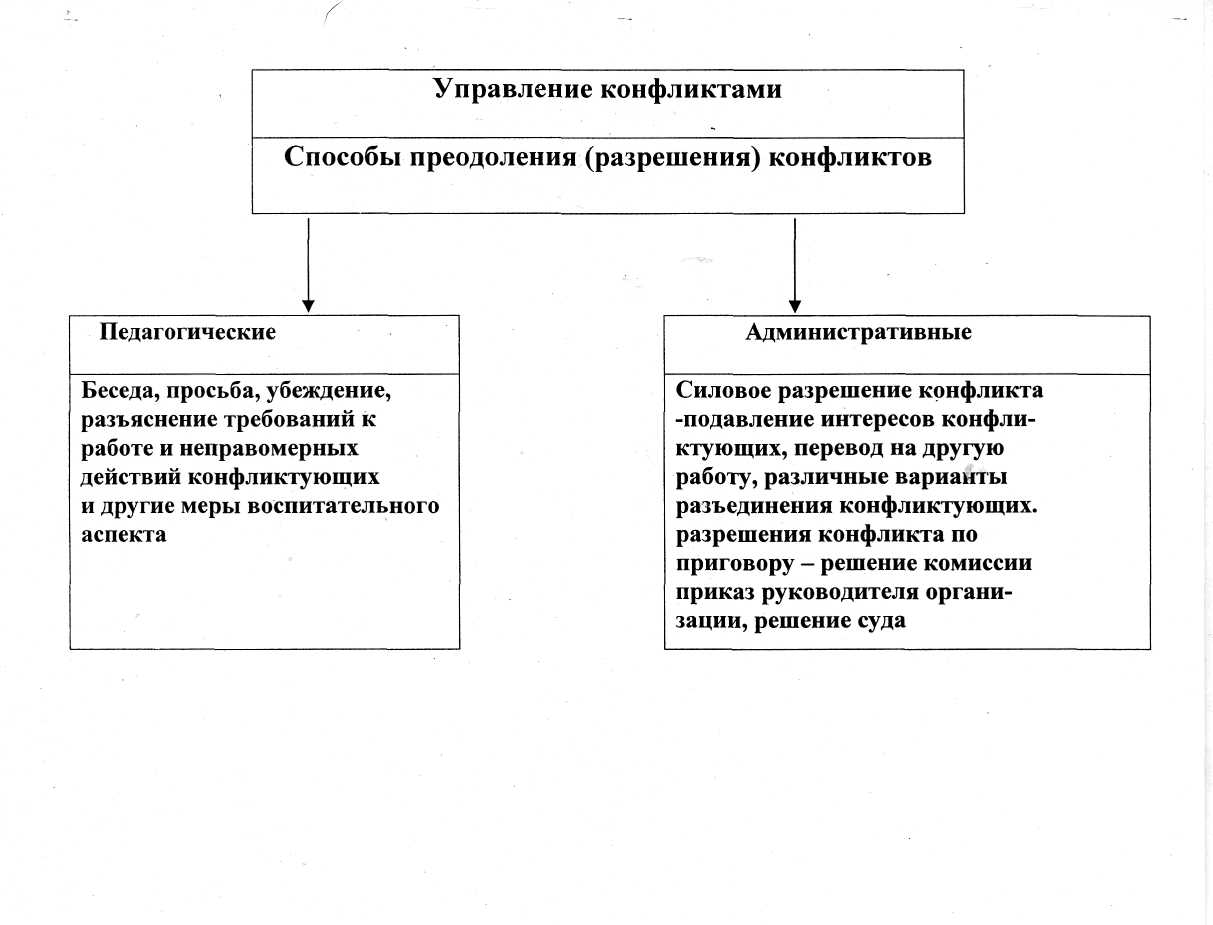 Управление конфликтами
Способы преодоления (разрешения) конфликтов
Педагогические
Беседа, просьба, убеждение,
разъяснение требований к
работе и неправомерных
действий конфликтующих
и другие меры воспитательного
аспекта
Административные
Силовое разрешение конфликта
-подавление интересов конфли-
ктующих, перевод на другую
работу, различные варианты
разъединения конфликтующих.
разрешения конфликта по
приговору – решение комиссии
приказ руководителя органи-
зации, решение суда